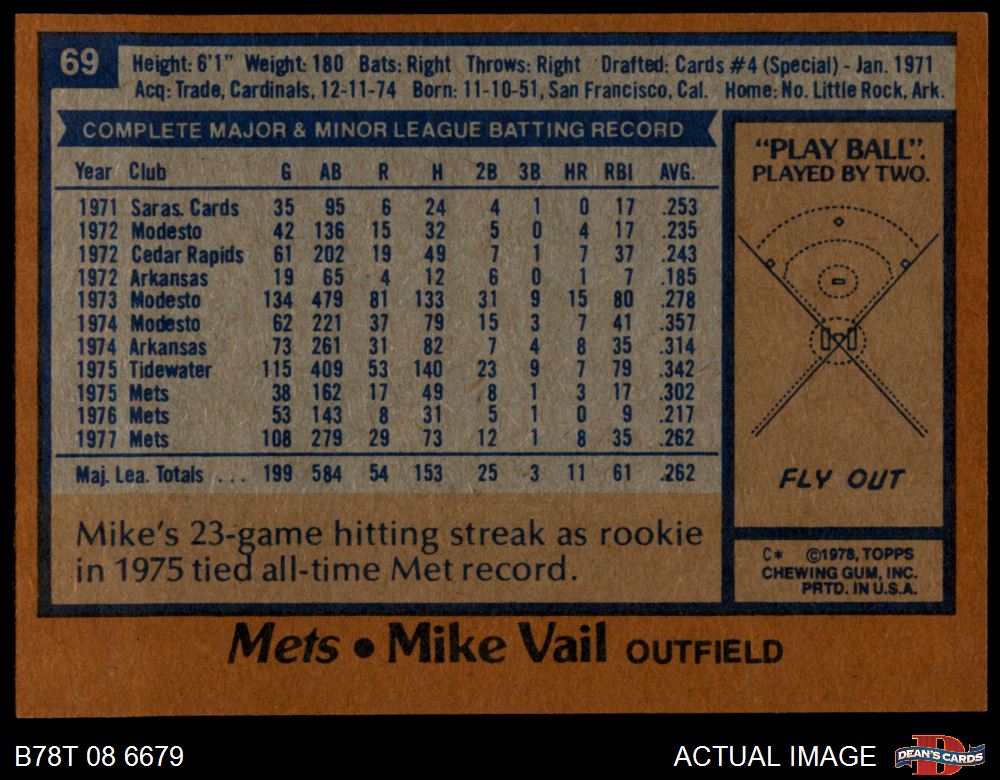 69
Height: 6'1" Weight: 180 Bats: Right Throws: Right Drafted: Cards #4 (Special) - Jan. 1971
Acq: Trade, Cardinals, 12-11-74 Born: 11-10-51, San Francisco, Cal. Home: No. Little Rock, Ark.
COMPLETE MAJOR & MINOR LEAGUE BATTING RECORD
Year Club G AB R H 2B 3B HR RBI AVG.
1971 Saras. Cards 35 95 6 24 4 1 0 17 .253
1972 Modesto 42 136 15 32 5 0 4 17 .235
1972 Cedar Rapids 61 202 19 49 7 1 7 37 .243
1972 Arkansas 19 65 4 12 6 0 1 7 .185
1973 Modesto 134 479 81 133 31 9 15 80 .278
1974 Modesto 62 221 37 79 15 3 7 41 .357
1974 Arkansas 73 261 31 82 7 4 8 35 .314
1975 Tidewater 115 409 53 140 23 9 7 79 .342
1975 Mets 38 162 17 49 8 1 3 17 .302
1976 Mets 53 143 8 31 5 1 0 9 .217
1977 Mets 108 279 29 73 12 1 8 35 .262
Maj. Lea. Totals ... 199 584 54 153 25 3 11 61 .262
Mike's 23-game hitting streak as rookie
in 1975 tied all-time Met record.
"PLAY BALL".
PLAYED BY TWO.
FLY OUT
C* ©1978, TOPPS
CHEWING GUM, INC.
PRTD. IN U.S.A.
Mets • Mike Vail OUTFIELD
B78T 08 6679
ACTUAL IMAGE
D
DEAN'S CARDS